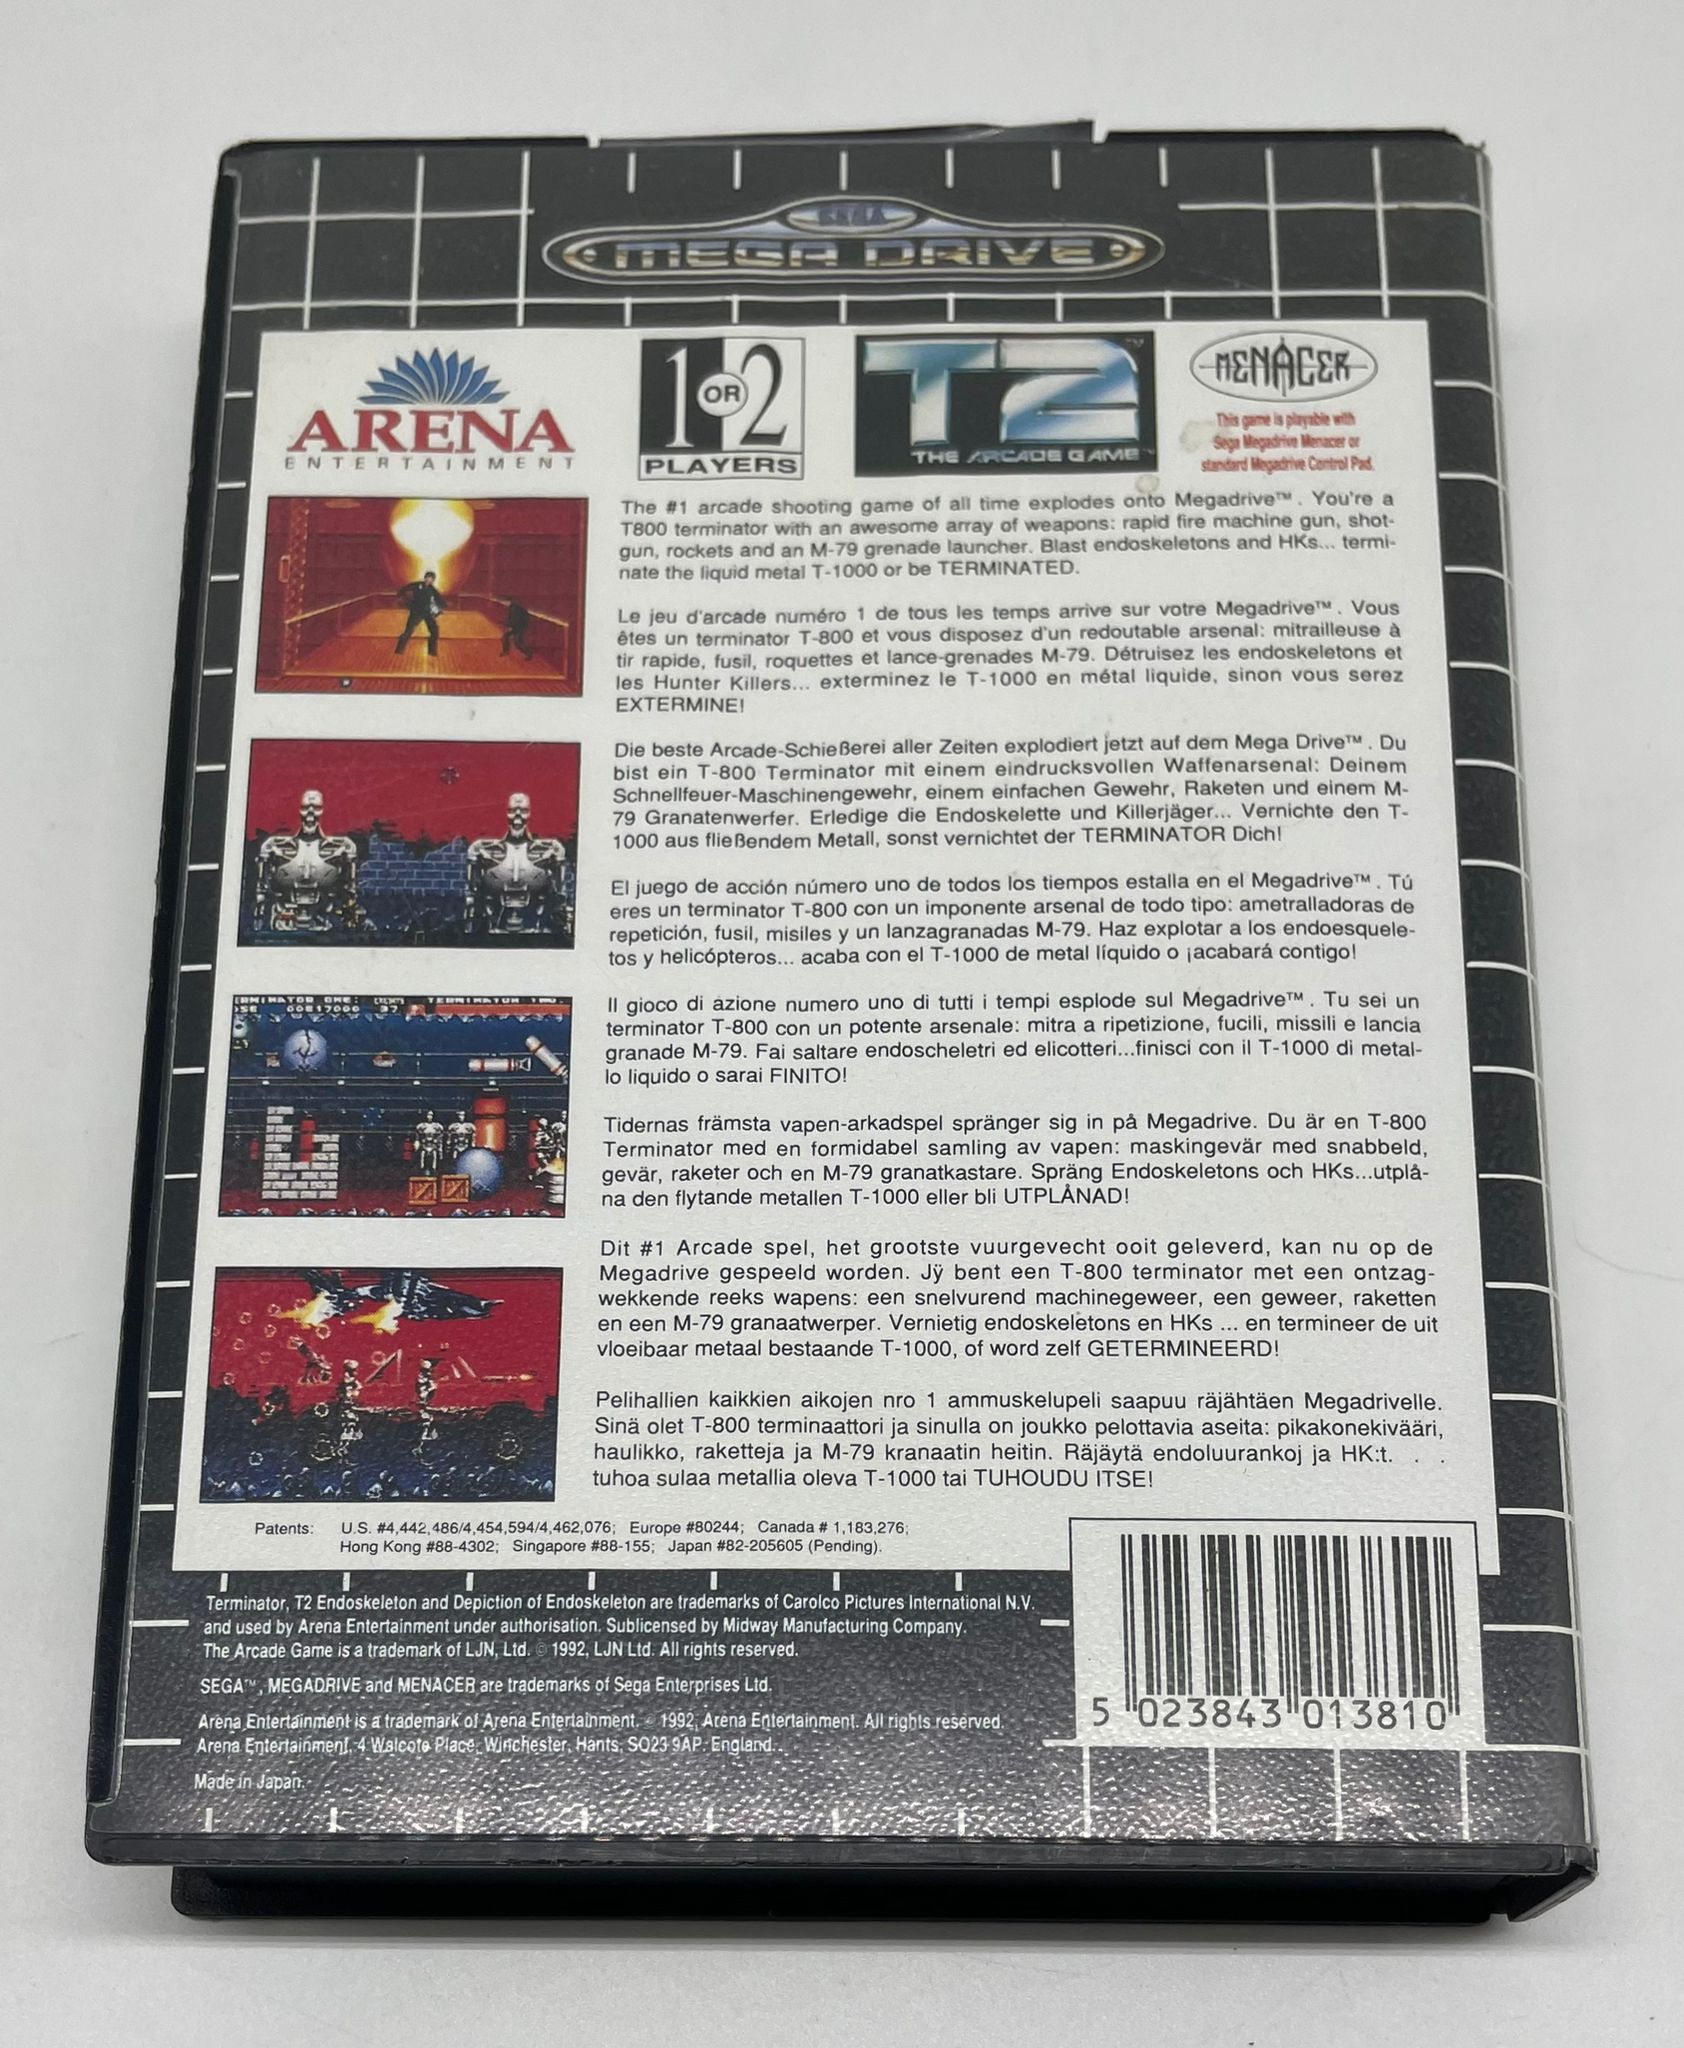 SEGA
MEGA DRIVE
ARENA
ENTERTAINMENT
1 OR 2
PLAYERS
T2™
THE ARCADE GAME™
MENACER
This game is playable with
Sega Megadrive Menacer or
standard Megadrive Control Pad.
The #1 arcade shooting game of all time explodes onto Megadrive™. You're a
T800 terminator with an awesome array of weapons: rapid fire machine gun, shot-
gun, rockets and an M-79 grenade launcher. Blast endoskeletons and HKs... termi-
nate the liquid metal T-1000 or be TERMINATED.
Le jeu d'arcade numéro 1 de tous les temps arrive sur votre Megadrive™. Vous
êtes un terminator T-800 et vous disposez d'un redoutable arsenal: mitrailleuse à
tir rapide, fusil, roquettes et lance-grenades M-79. Détruisez les endoskeletons et
les Hunter Killers... exterminez le T-1000 en métal liquide, sinon vous serez
EXTERMINE!
Die beste Arcade-Schießerei aller Zeiten explodiert jetzt auf dem Mega Drive™. Du
bist ein T-800 Terminator mit einem eindrucksvollen Waffenarsenal: Deinem
Schnellfeuer-Maschinengewehr, einem einfachen Gewehr, Raketen und einem M-
79 Granatenwerfer. Erledige die Endoskelette und Killerjäger... Vernichte den T-
1000 aus fließendem Metall, sonst vernichtet der TERMINATOR Dich!
El juego de acción número uno de todos los tiempos estalla en el Megadrive™. Tú
eres un terminator T-800 con un imponente arsenal de todo tipo: ametralladoras de
repetición, fusil, misiles y un lanzagranadas M-79. Haz explotar a los endoesquele-
tos y helicópteros... acaba con el T-1000 de metal líquido o ¡acabará contigo!
ERMINATOR ONE: CREDITS TERMINATOR TWO.
00617000 37
Il gioco di azione numero uno di tutti i tempi esplode sul Megadrive™. Tu sei un
terminator T-800 con un potente arsenale: mitra a ripetizione, fucili, missili e lancia
granade M-79. Fai saltare endoscheletri ed elicotteri...finisci con il T-1000 di metal-
lo liquido o sarai FINITO!
Tidernas främsta vapen-arkadspel spränger sig in på Megadrive. Du är en T-800
Terminator med en formidabel samling av vapen: maskingevär med snabbeld,
gevär, raketer och en M-79 granatkastare. Spräng Endoskeletons och HKs...utplå-
na den flytande metallen T-1000 eller bli UTPLÅNAD!
Dit #1 Arcade spel, het grootste vuurgevecht ooit geleverd, kan nu op de
Megadrive gespeeld worden. Jÿ bent een T-800 terminator met een ontzag-
wekkende reeks wapens: een snelvurend machinegeweer, een geweer, raketten
en een M-79 granaatwerper. Vernietig endoskeletons en HKs ... en termineer de uit
vloeibaar metaal bestaande T-1000, of word zelf GETERMINEERD!
Pelihallien kaikkien aikojen nro 1 ammuskelupeli saapuu räjähtäen Megadrivelle.
Sinä olet T-800 terminaattori ja sinulla on joukko pelottavia aseita: pikakonekivääri,
haulikko, raketteja ja M-79 kranaatin heitin. Räjäytä endoluurankoj ja HK:t. . .
tuhoa sulaa metallia oleva T-1000 tai TUHOUDU ITSE!
Patents: U.S. #4,442,486/4,454,594/4,462,076; Europe #80244; Canada # 1,183,276;
Hong Kong #88-4302; Singapore #88-155; Japan #82-205605 (Pending).
Terminator, T2 Endoskeleton and Depiction of Endoskeleton are trademarks of Carolco Pictures International N.V.
and used by Arena Entertainment under authorisation. Sublicensed by Midway Manufacturing Company.
The Arcade Game is a trademark of LJN, Ltd. © 1992, LJN Ltd. All rights reserved.
SEGA™, MEGADRIVE and MENACER are trademarks of Sega Enterprises Ltd.
Arena Entertainment is a trademark of Arena Entertainment. © 1992, Arena Entertainment. All rights reserved.
Arena Entertainment, 4 Walcote Place, Winchester, Hants, SO23 9AP. England.
Made in Japan.
5 023843 013810